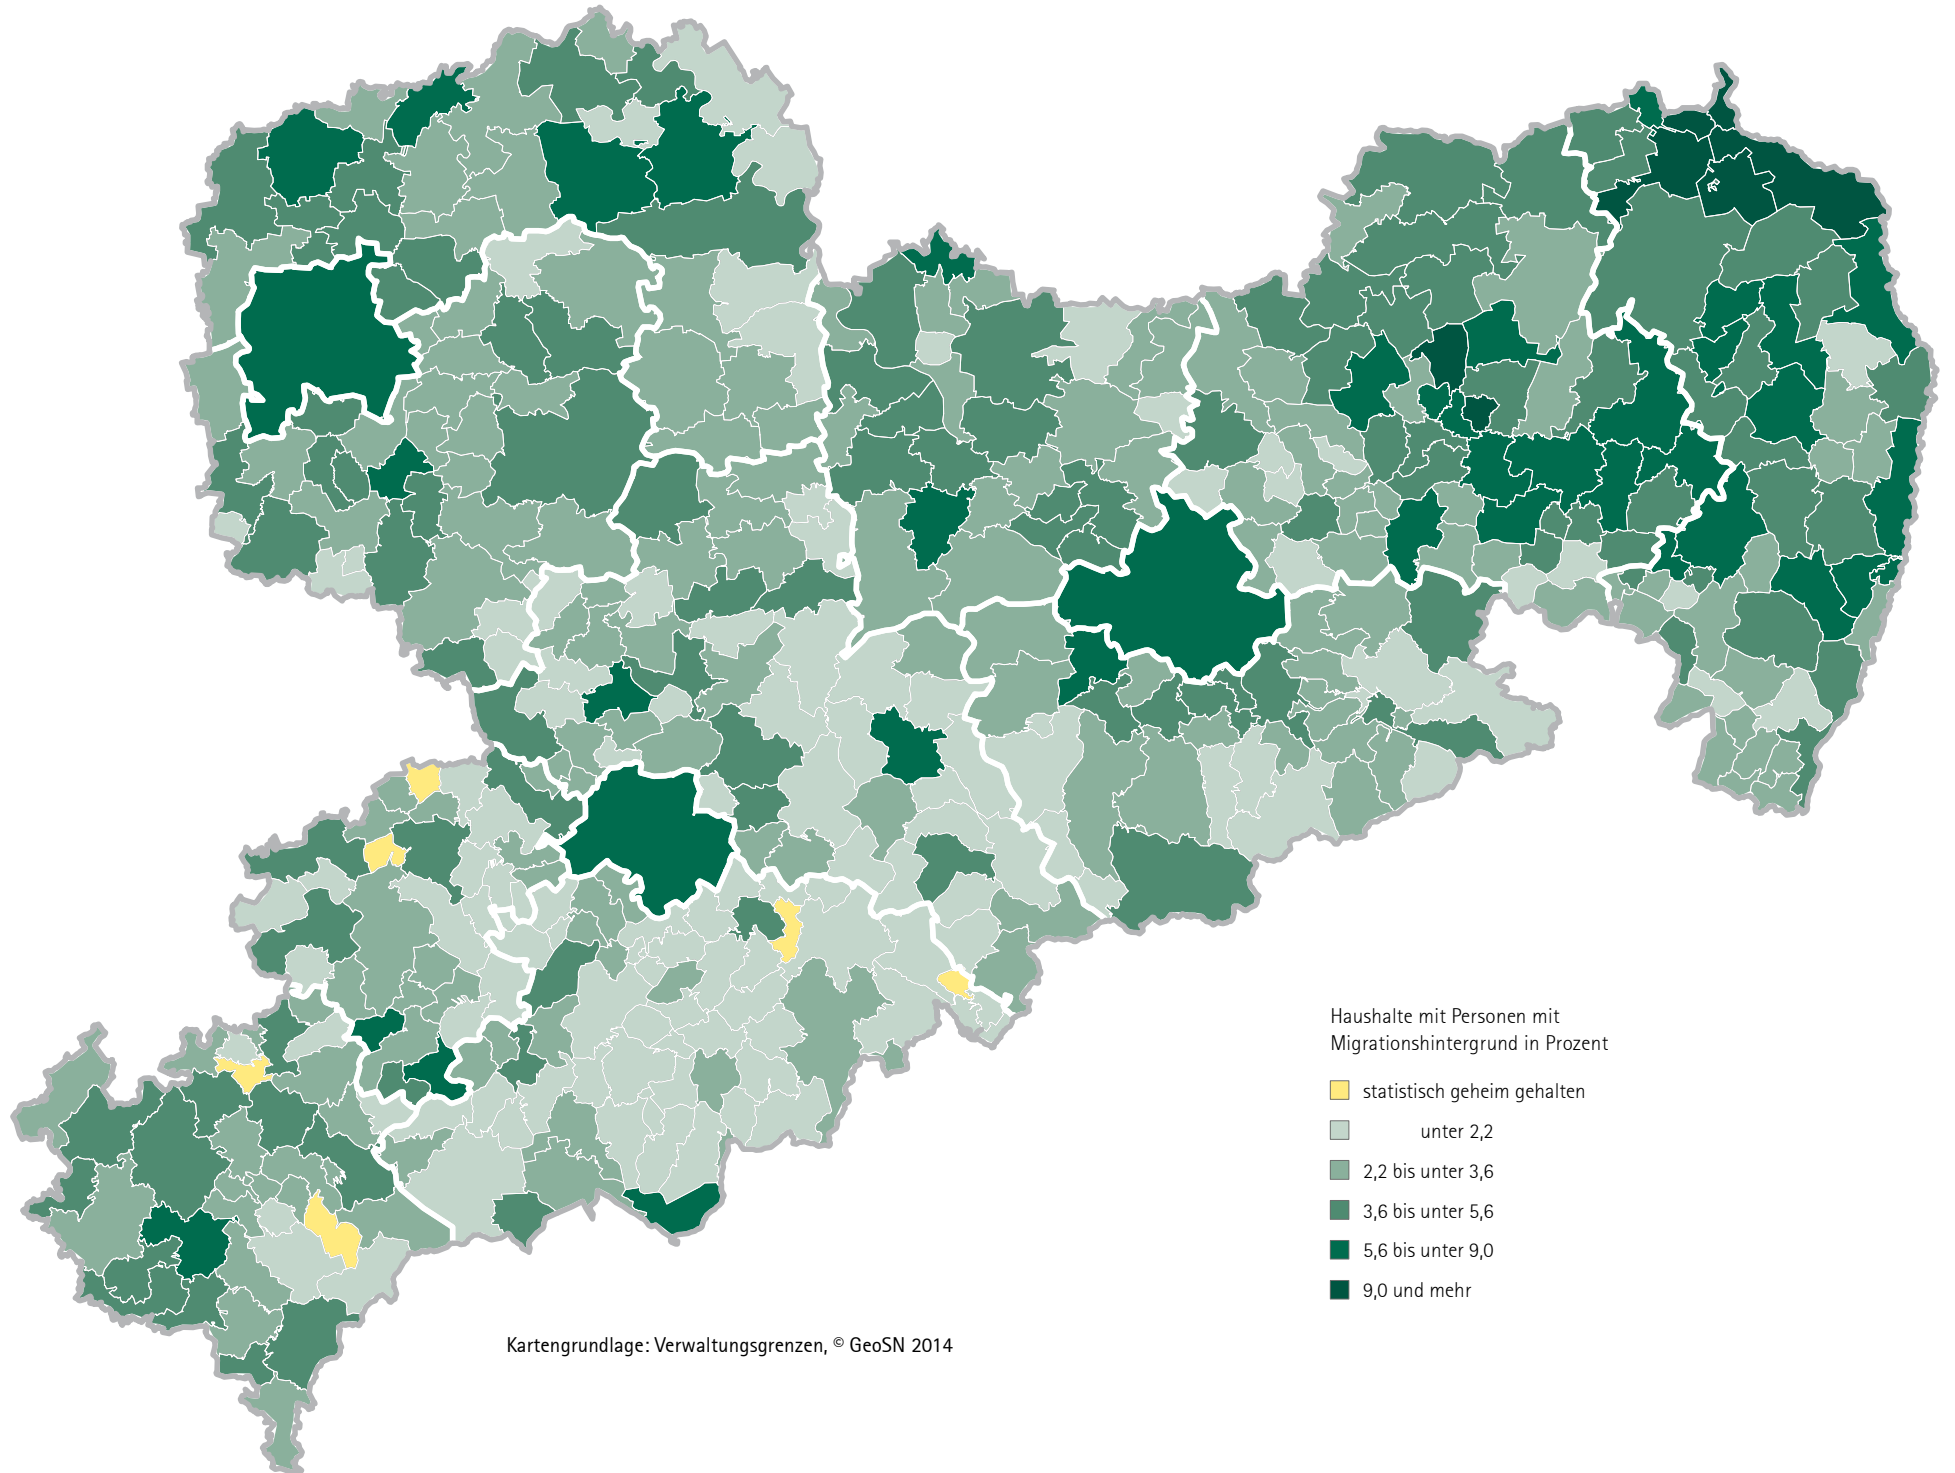 Haushalte mit Personen mit
Migrationshintergrund in Prozent
statistisch geheim gehalten
unter 2,2
2,2 bis unter 3,6
3,6 bis unter 5,6
5,6 bis unter 9,0
9,0 und mehr
Kartengrundlage: Verwaltungsgrenzen, © GeoSN 2014